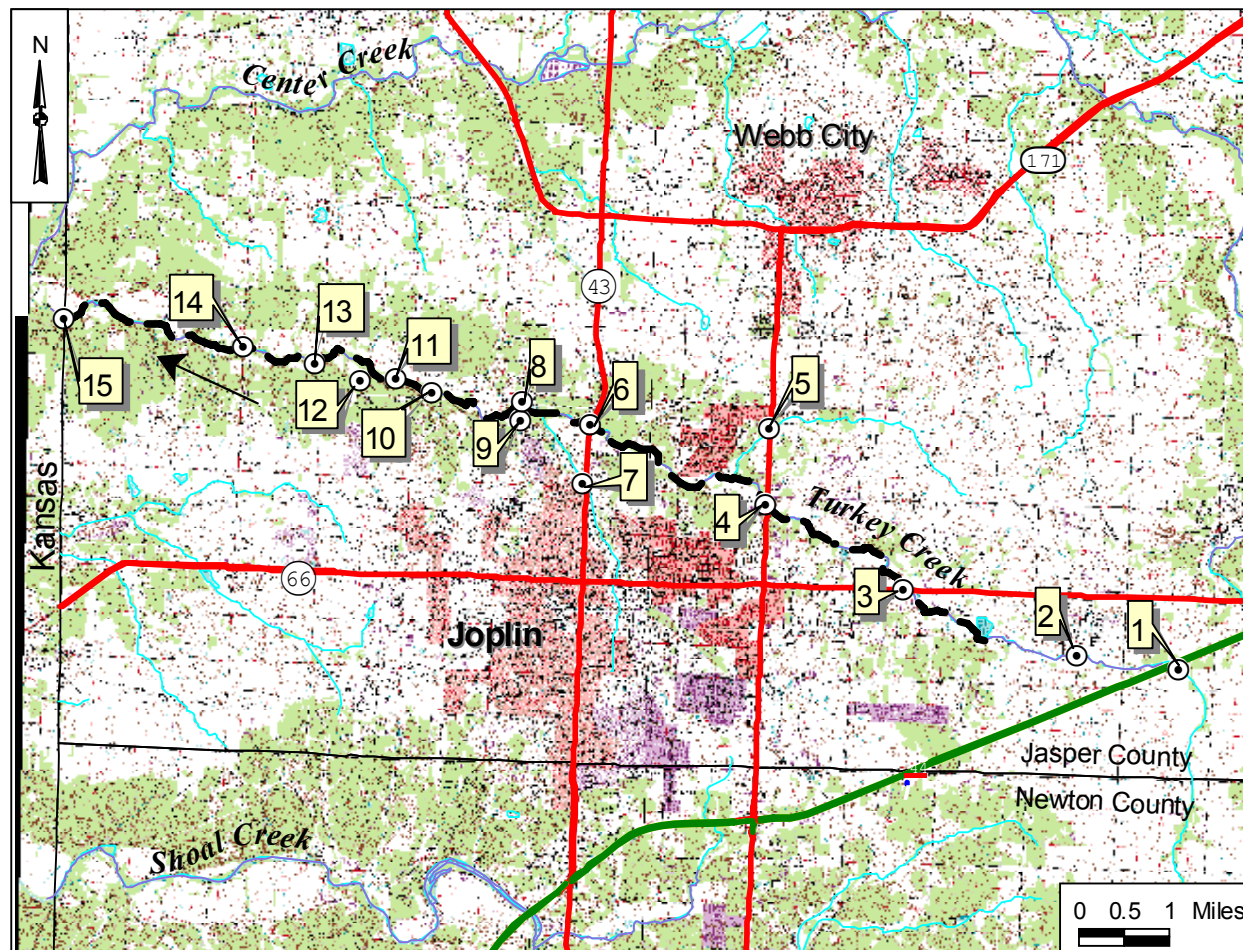 N
Center Creek
Webb City
171
43
14
13
11
8
6
5
15
12
10
9
7
4
Turkey Creek
Kansas
66
3
2
1
Joplin
44
Jasper County
Newton County
Shoal Creek
0 0.5 1 Miles